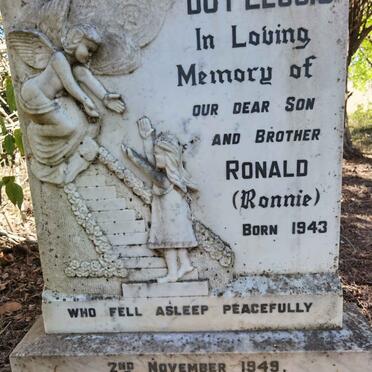 In Loving
Memory of
OUR DEAR SON
AND BROTHER
RONALD
(Ronnie)
BORN 1943
WHO FELL ASLEEP PEACEFULLY
2ND NOVEMBER 1949.